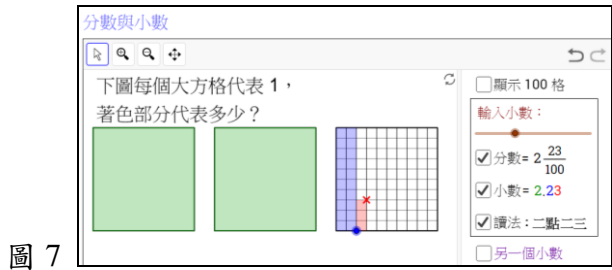 分數與小數
下圖每個大方格代表 1，
著色部分代表多少？
顯示 100 格
輸入小數：
分數= 2 23/100
小數= 2.23
讀法：二點二三
另一個小數
圖 7